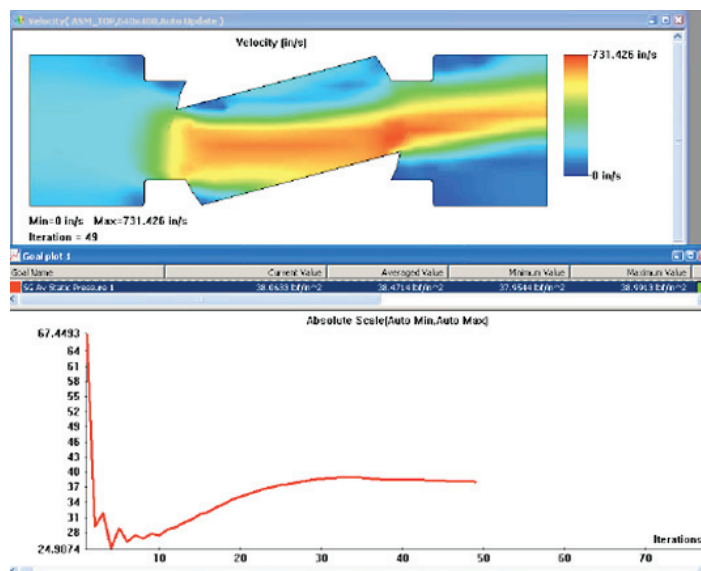 Velocity( ASM_TOP,640x400,Auto Update )
Velocity (in/s)
731.426 in/s
0 in/s
Min=0 in/s Max=731.426 in/s
Iteration = 49
Goal plot 1
Goal Name Current Value Averaged Value Minimum Value Maximum Value
SG Av Static Pressure 1 38.0633 lbf/in^2 38.4714 lbf/in^2 37.9544 lbf/in^2 38.9913 lbf/in^2
Absolute Scale(Auto Min,Auto Max)
67.4493
64
61
58
55
52
49
46
43
40
37
34
31
28
24.9074
Iterations
10 20 30 40 50 60 70